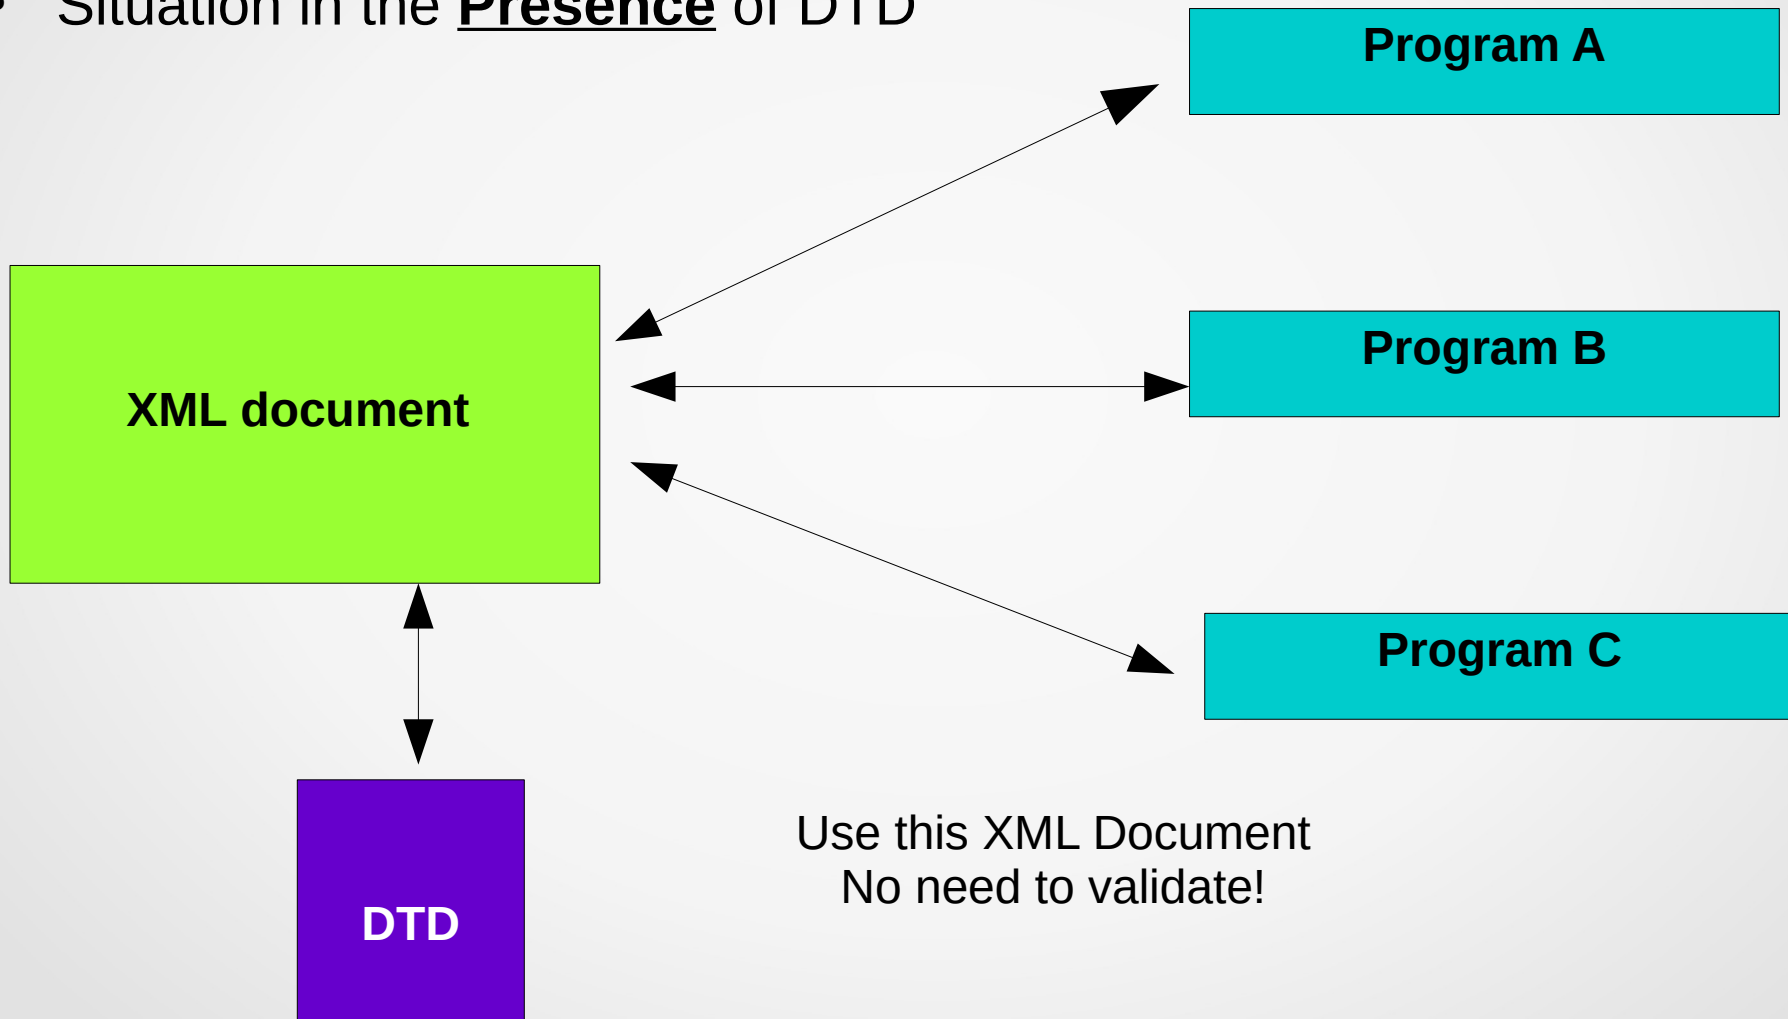 • Situation in the Presence of DTD
Program A
Program B
XML document
Program C
Use this XML Document
No need to validate!
DTD